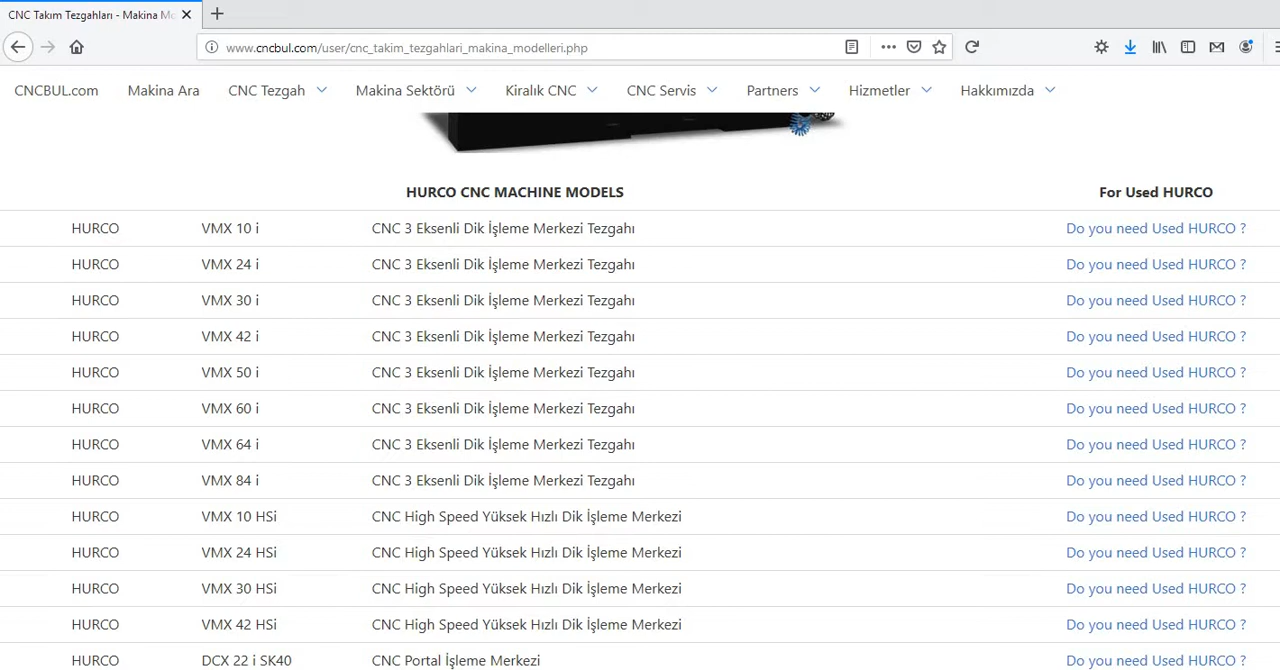 CNC Takım Tezgahları - Makina Mo
www.cncbul.com/user/cnc_takim_tezgahlari_makina_modelleri.php
CNCBUL.com Makina Ara CNC Tezgah Makina Sektörü Kiralık CNC CNC Servis Partners Hizmetler Hakkımızda
HURCO CNC MACHINE MODELS For Used HURCO
HURCO VMX 10 i CNC 3 Eksenli Dik İşleme Merkezi Tezgahı Do you need Used HURCO ?
HURCO VMX 24 i CNC 3 Eksenli Dik İşleme Merkezi Tezgahı Do you need Used HURCO ?
HURCO VMX 30 i CNC 3 Eksenli Dik İşleme Merkezi Tezgahı Do you need Used HURCO ?
HURCO VMX 42 i CNC 3 Eksenli Dik İşleme Merkezi Tezgahı Do you need Used HURCO ?
HURCO VMX 50 i CNC 3 Eksenli Dik İşleme Merkezi Tezgahı Do you need Used HURCO ?
HURCO VMX 60 i CNC 3 Eksenli Dik İşleme Merkezi Tezgahı Do you need Used HURCO ?
HURCO VMX 64 i CNC 3 Eksenli Dik İşleme Merkezi Tezgahı Do you need Used HURCO ?
HURCO VMX 84 i CNC 3 Eksenli Dik İşleme Merkezi Tezgahı Do you need Used HURCO ?
HURCO VMX 10 HSi CNC High Speed Yüksek Hızlı Dik İşleme Merkezi Do you need Used HURCO ?
HURCO VMX 24 HSi CNC High Speed Yüksek Hızlı Dik İşleme Merkezi Do you need Used HURCO ?
HURCO VMX 30 HSi CNC High Speed Yüksek Hızlı Dik İşleme Merkezi Do you need Used HURCO ?
HURCO VMX 42 HSi CNC High Speed Yüksek Hızlı Dik İşleme Merkezi Do you need Used HURCO ?
HURCO DCX 22 i SK40 CNC Portal İşleme Merkezi Do you need Used HURCO ?